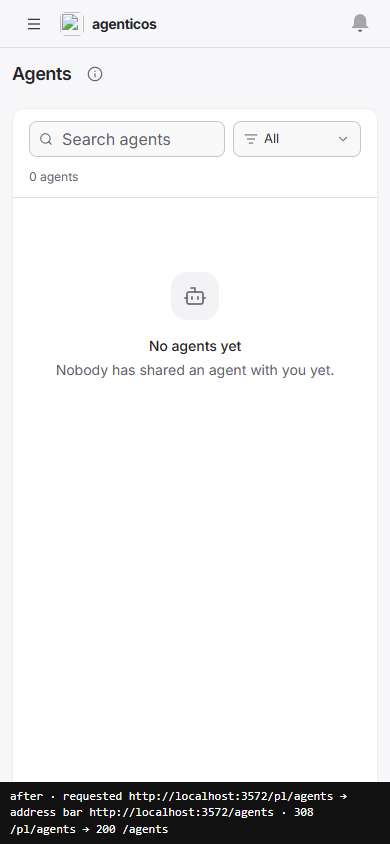 agenticos
Agents
Search agents
All
0 agents
No agents yet
Nobody has shared an agent with you yet.
after · requested http://localhost:3572/pl/agents →
address bar http://localhost:3572/agents · 308
/pl/agents → 200 /agents